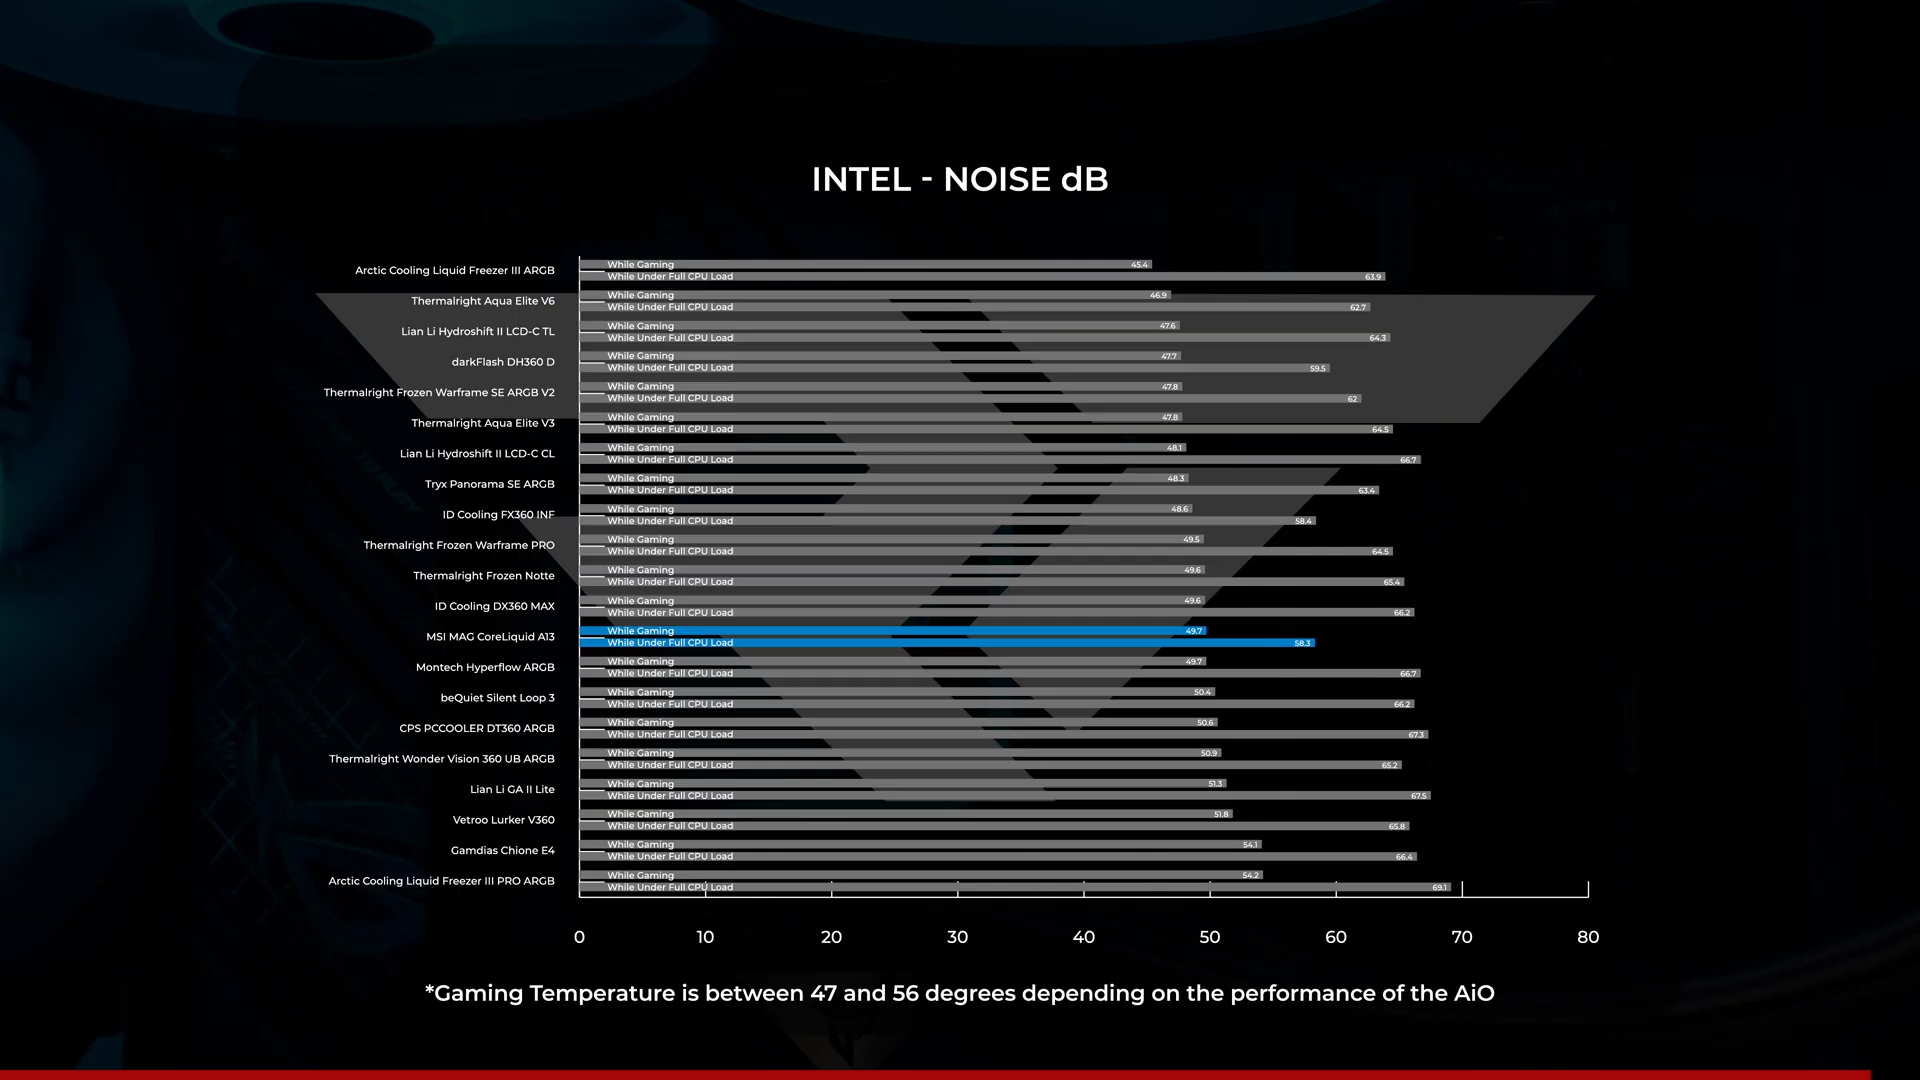 INTEL - NOISE dB
Arctic Cooling Liquid Freezer III ARGB
While Gaming 45.4
While Under Full CPU Load 63.9
Thermalright Aqua Elite V6
While Gaming 46.9
While Under Full CPU Load 62.7
Lian Li Hydroshift II LCD-C TL
While Gaming 47.6
While Under Full CPU Load 64.3
darkFlash DH360 D
While Gaming 47.7
While Under Full CPU Load 59.5
Thermalright Frozen Warframe SE ARGB V2
While Gaming 47.8
While Under Full CPU Load 62
Thermalright Aqua Elite V3
While Gaming 47.8
While Under Full CPU Load 64.5
Lian Li Hydroshift II LCD-C CL
While Gaming 48.1
While Under Full CPU Load 66.7
Tryx Panorama SE ARGB
While Gaming 48.3
While Under Full CPU Load 63.4
ID Cooling FX360 INF
While Gaming 48.6
While Under Full CPU Load 58.4
Thermalright Frozen Warframe PRO
While Gaming 49.5
While Under Full CPU Load 64.5
Thermalright Frozen Notte
While Gaming 49.6
While Under Full CPU Load 65.4
ID Cooling DX360 MAX
While Gaming 49.6
While Under Full CPU Load 66.2
MSI MAG CoreLiquid A13
While Gaming 49.7
While Under Full CPU Load 58.3
Montech Hyperflow ARGB
While Gaming 49.7
While Under Full CPU Load 66.7
beQuiet Silent Loop 3
While Gaming 50.4
While Under Full CPU Load 66.2
CPS PCCOOLER DT360 ARGB
While Gaming 50.6
While Under Full CPU Load 67.3
Thermalright Wonder Vision 360 UB ARGB
While Gaming 50.9
While Under Full CPU Load 65.2
Lian Li GA II Lite
While Gaming 51.3
While Under Full CPU Load 67.5
Vetroo Lurker V360
While Gaming 51.8
While Under Full CPU Load 65.8
Gamdias Chione E4
While Gaming 54.1
While Under Full CPU Load 66.4
Arctic Cooling Liquid Freezer III PRO ARGB
While Gaming 54.2
While Under Full CPU Load 69.1
0 10 20 30 40 50 60 70 80
*Gaming Temperature is between 47 and 56 degrees depending on the performance of the AiO